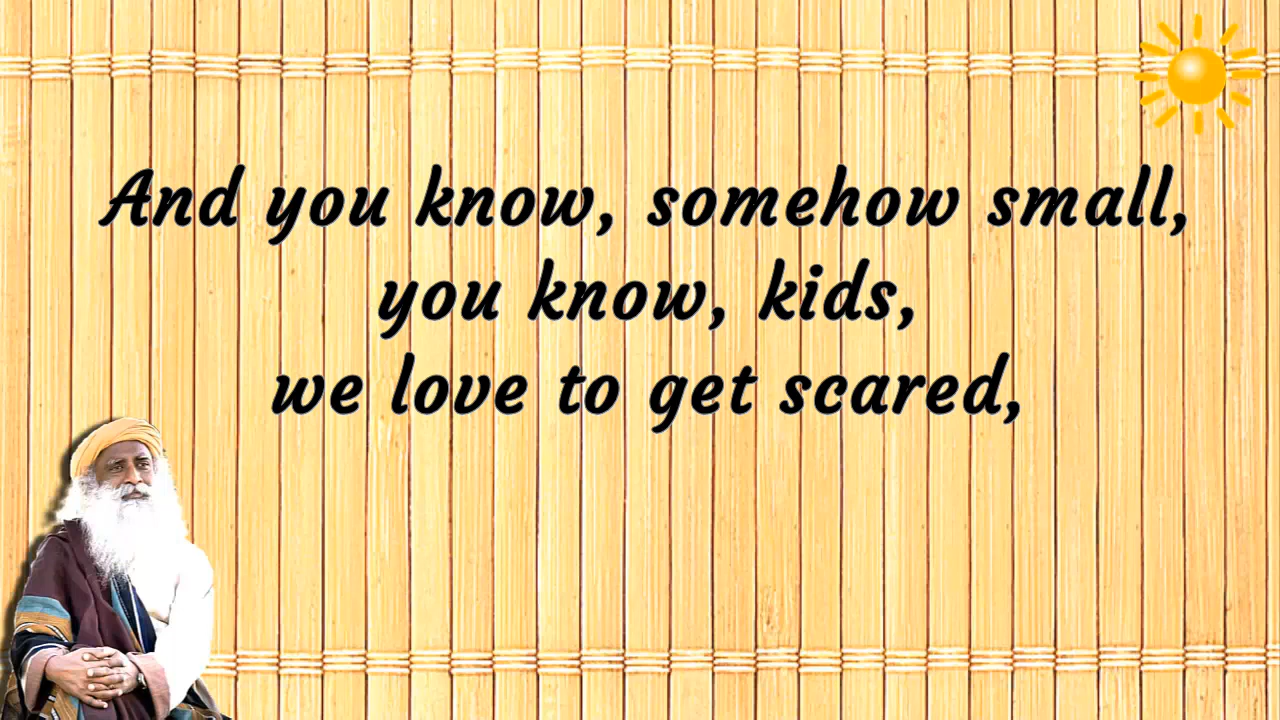 And you know, somehow small,
you know, kids,
we love to get scared,